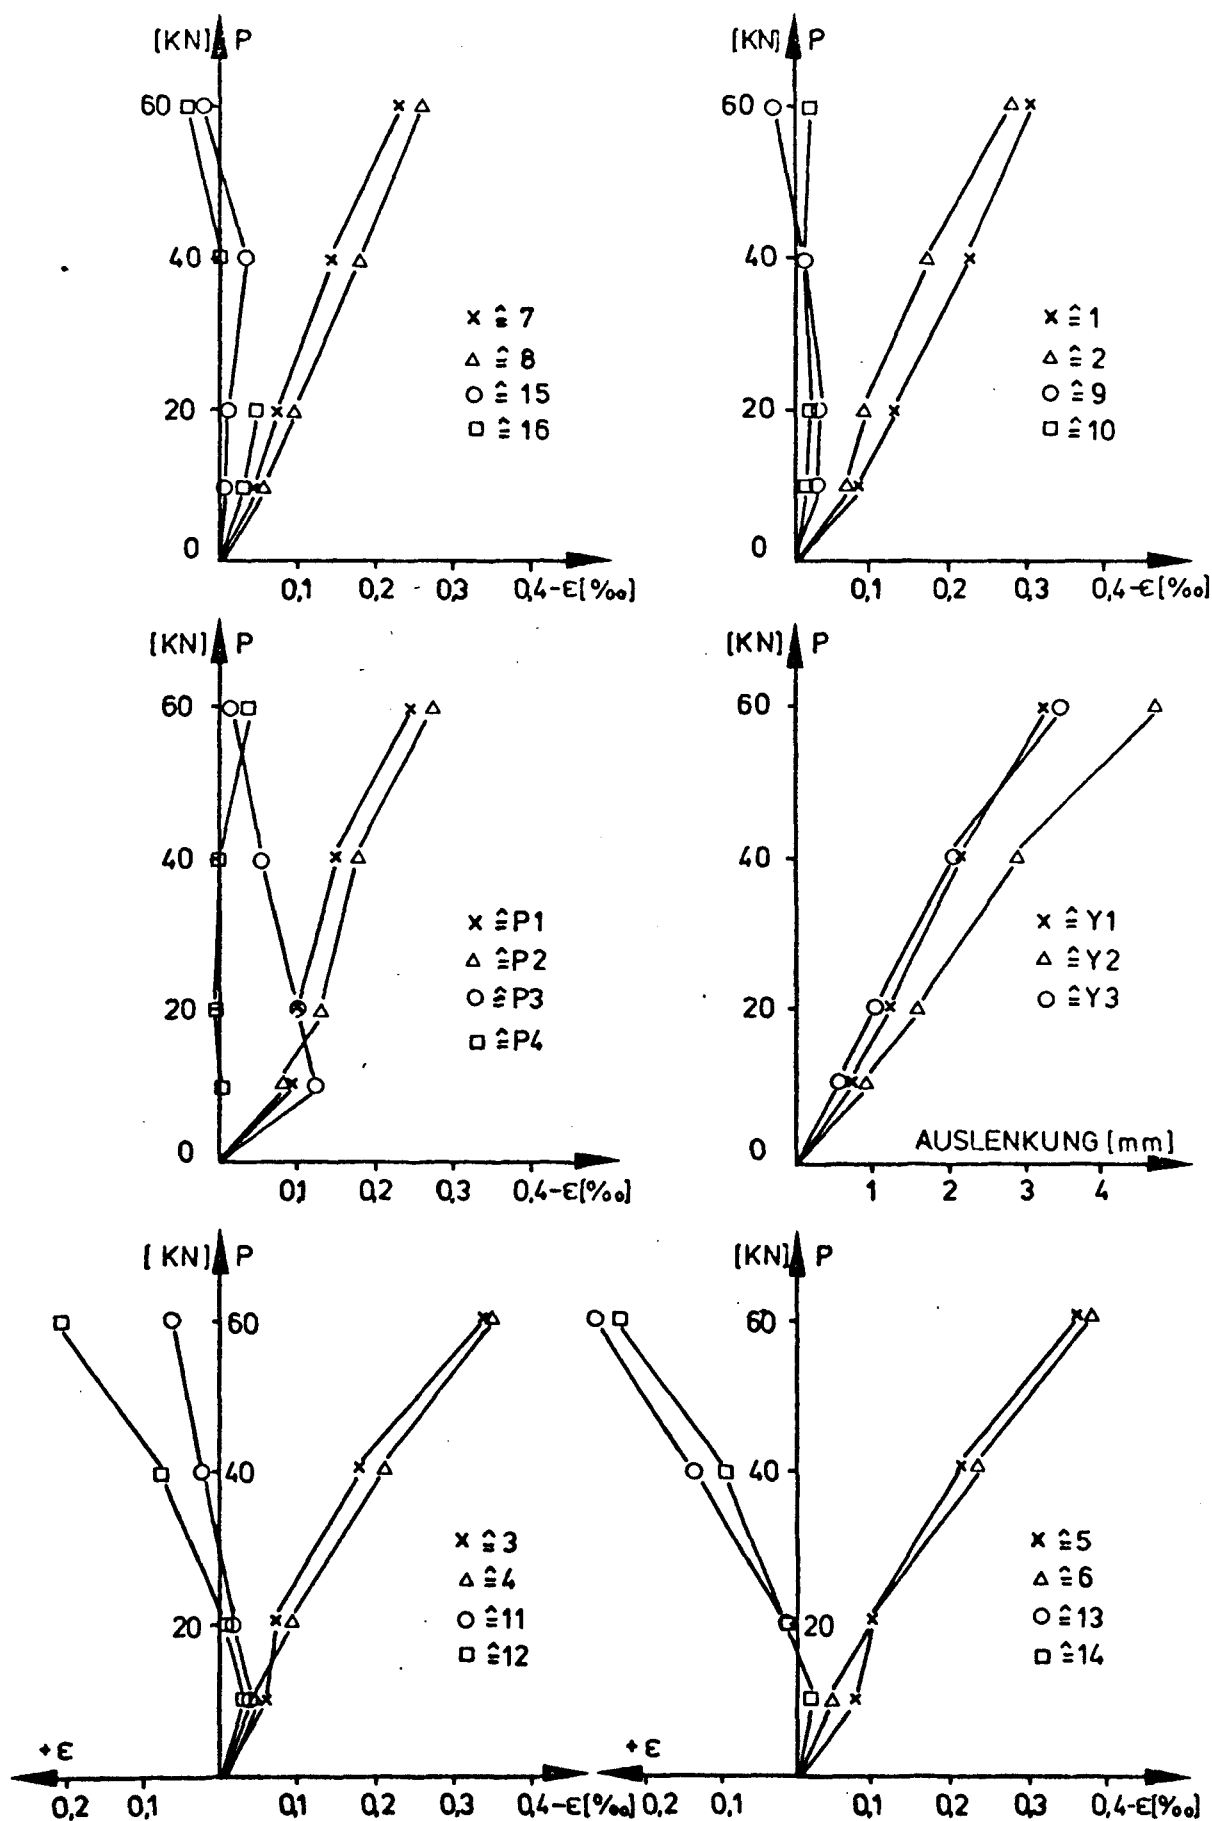 [KN] P
60
40
20
0
0,1 0,2 0,3 0,4 -ε[‰]
x ≙ 7
△ ≙ 8
○ ≙ 15
□ ≙ 16
[KN] P
60
40
20
0
0,1 0,2 0,3 0,4 -ε[‰]
x ≙ 1
△ ≙ 2
○ ≙ 9
□ ≙ 10
[KN] P
60
40
20
0
0,1 0,2 0,3 0,4 -ε[‰]
x ≙ P1
△ ≙ P2
○ ≙ P3
□ ≙ P4
[KN] P
60
40
20
0
AUSLENKUNG [mm]
1 2 3 4
x ≙ Y1
△ ≙ Y2
○ ≙ Y3
[KN] P
60
40
20
+ε
0,2 0,1 0,1 0,2 0,3 0,4 -ε[‰]
x ≙ 3
△ ≙ 4
○ ≙ 11
□ ≙ 12
[KN] P
60
40
20
+ε
0,2 0,1 0,1 0,2 0,3 0,4 -ε[‰]
x ≙ 5
△ ≙ 6
○ ≙ 13
□ ≙ 14